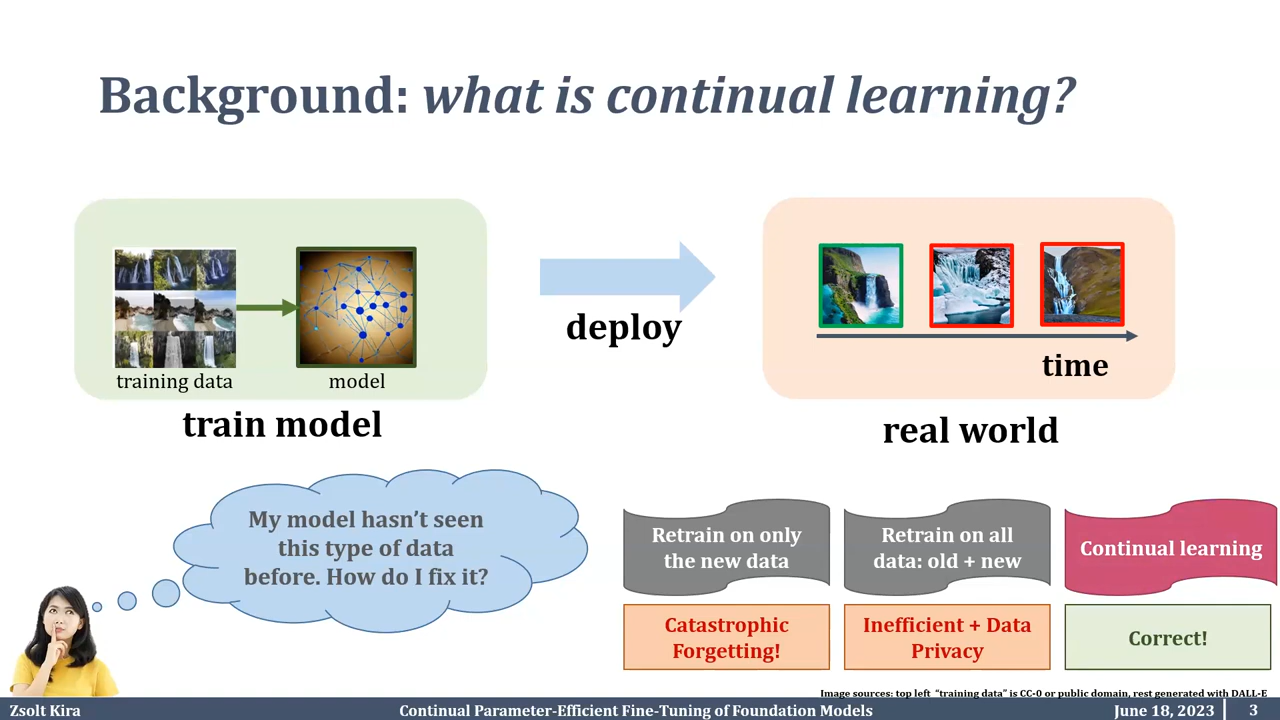 Background: what is continual learning?
training data
model
train model
deploy
time
real world
My model hasn’t seen
this type of data
before. How do I fix it?
Retrain on only
the new data
Retrain on all
data: old + new
Continual learning
Catastrophic
Forgetting!
Inefficient + Data
Privacy
Correct!
Image sources: top left “training data” is CC-0 or public domain, rest generated with DALL-E
Zsolt Kira
Continual Parameter-Efficient Fine-Tuning of Foundation Models
June 18, 2023
3